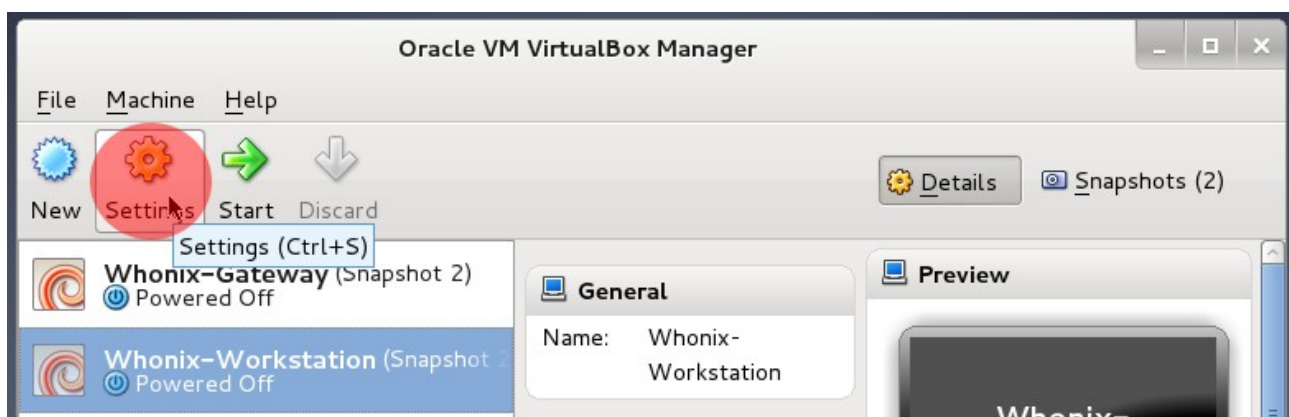 Oracle VM VirtualBox Manager
File Machine Help
New Settings Start Discard
Details Snapshots (2)
Settings (Ctrl+S)
Whonix-Gateway (Snapshot 2)
Powered Off
Whonix-Workstation (Snapshot
Powered Off
General
Name: Whonix-
Workstation
Preview
Whonix-